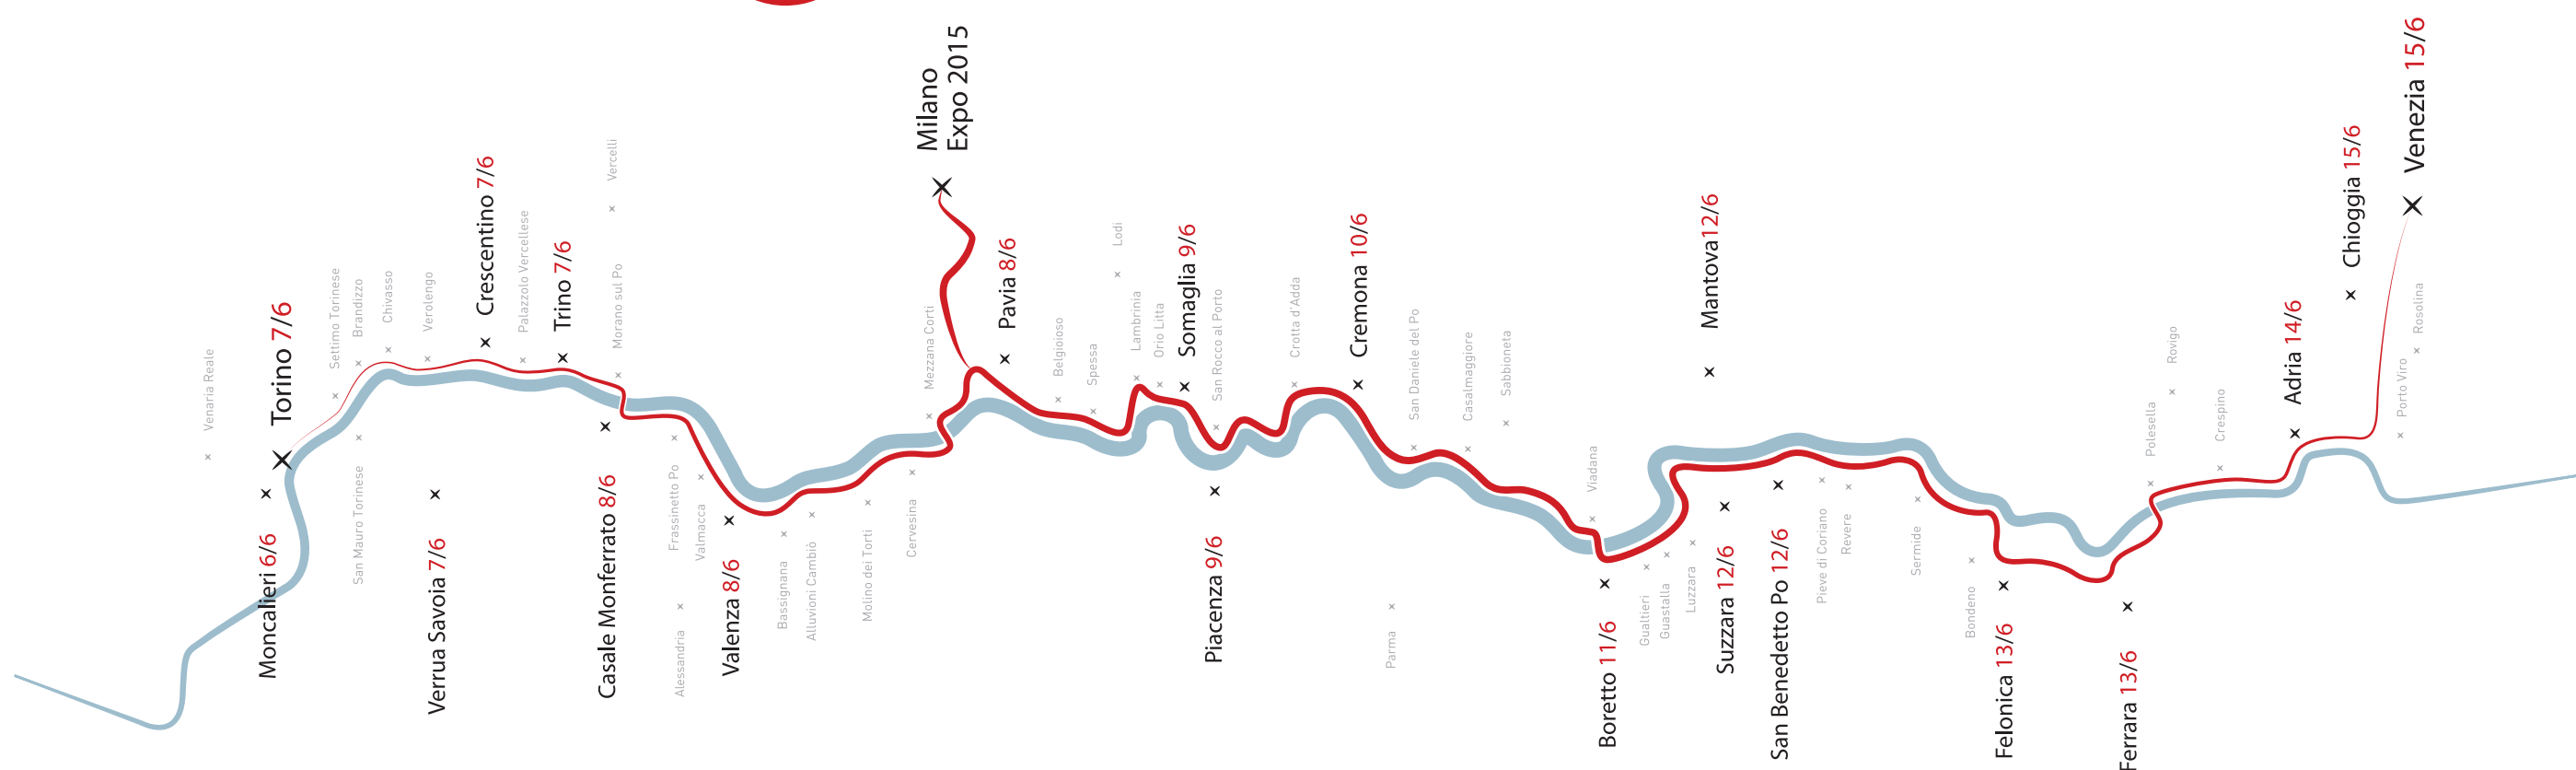 Venaria Reale
Moncalieri 6/6
Torino 7/6
Settimo Torinese
Brandizzo
San Mauro Torinese
Chivasso
Verolengo
Verrua Savoia 7/6
Crescentino 7/6
Palazzolo Vercellese
Trino 7/6
Casale Monferrato 8/6
Vercelli
Morano sul Po
Frassinetto Po
Alessandria
Valmacca
Valenza 8/6
Bassignana
Alluvioni Cambiò
Molino dei Torti
Cervesina
Mezzana Corti
Milano
Expo 2015
Pavia 8/6
Belgioioso
Spessa
Lodi
Lambrinia
Orio Litta
Somaglia 9/6
Piacenza 9/6
San Rocco al Porto
Crotta d'Adda
Cremona 10/6
Parma
San Daniele del Po
Casalmaggiore
Sabbioneta
Viadana
Boretto 11/6
Gualtieri
Guastalla
Luzzara
Mantova12/6
Suzzara 12/6
San Benedetto Po 12/6
Pieve di Coriano
Revere
Sermide
Bondeno
Felonica 13/6
Ferrara 13/6
Polesella
Rovigo
Crespino
Adria 14/6
Chioggia 15/6
Porto Viro
Venezia 15/6
Rosolina